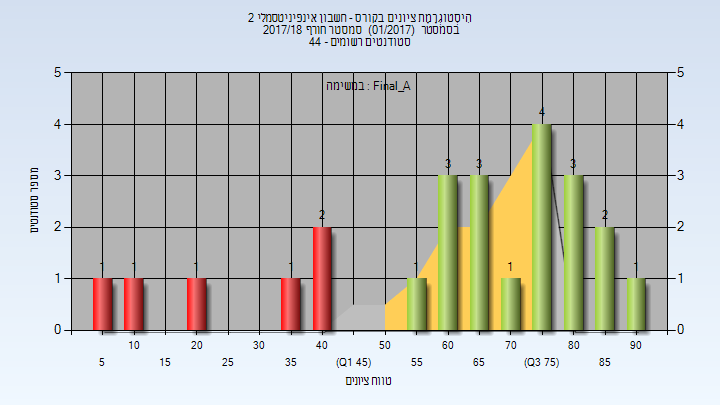 היסטוגרמת ציונים בקורס - חשבון אינפיניטסמלי 2
בסמסטר (01/2017) סמסטר חורף 2017/18
סטודנטים רשומים - 44
במשימה : Final_A
5 5
4 4
3 3
2 2
1 1
0 0
מספר סטודנטים
1 1 1 1 2 1 3 3 1 4 3 2 1
10 20 30 40 50 60 70 80 90
5 15 25 35 (Q1 45) 55 65 (Q3 75) 85
טווח ציונים